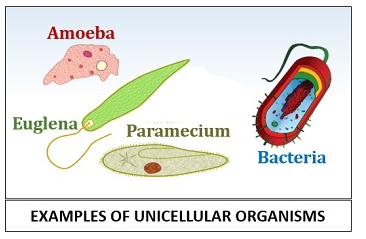 Amoeba
Euglena
Paramecium
Bacteria
EXAMPLES OF UNICELLULAR ORGANISMS